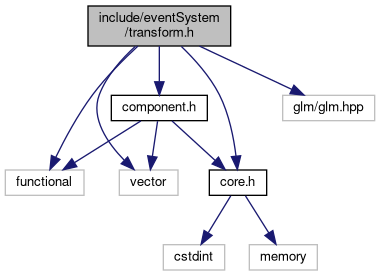 include/eventSystem
/transform.h
component.h
glm/glm.hpp
functional
vector
core.h
cstdint
memory